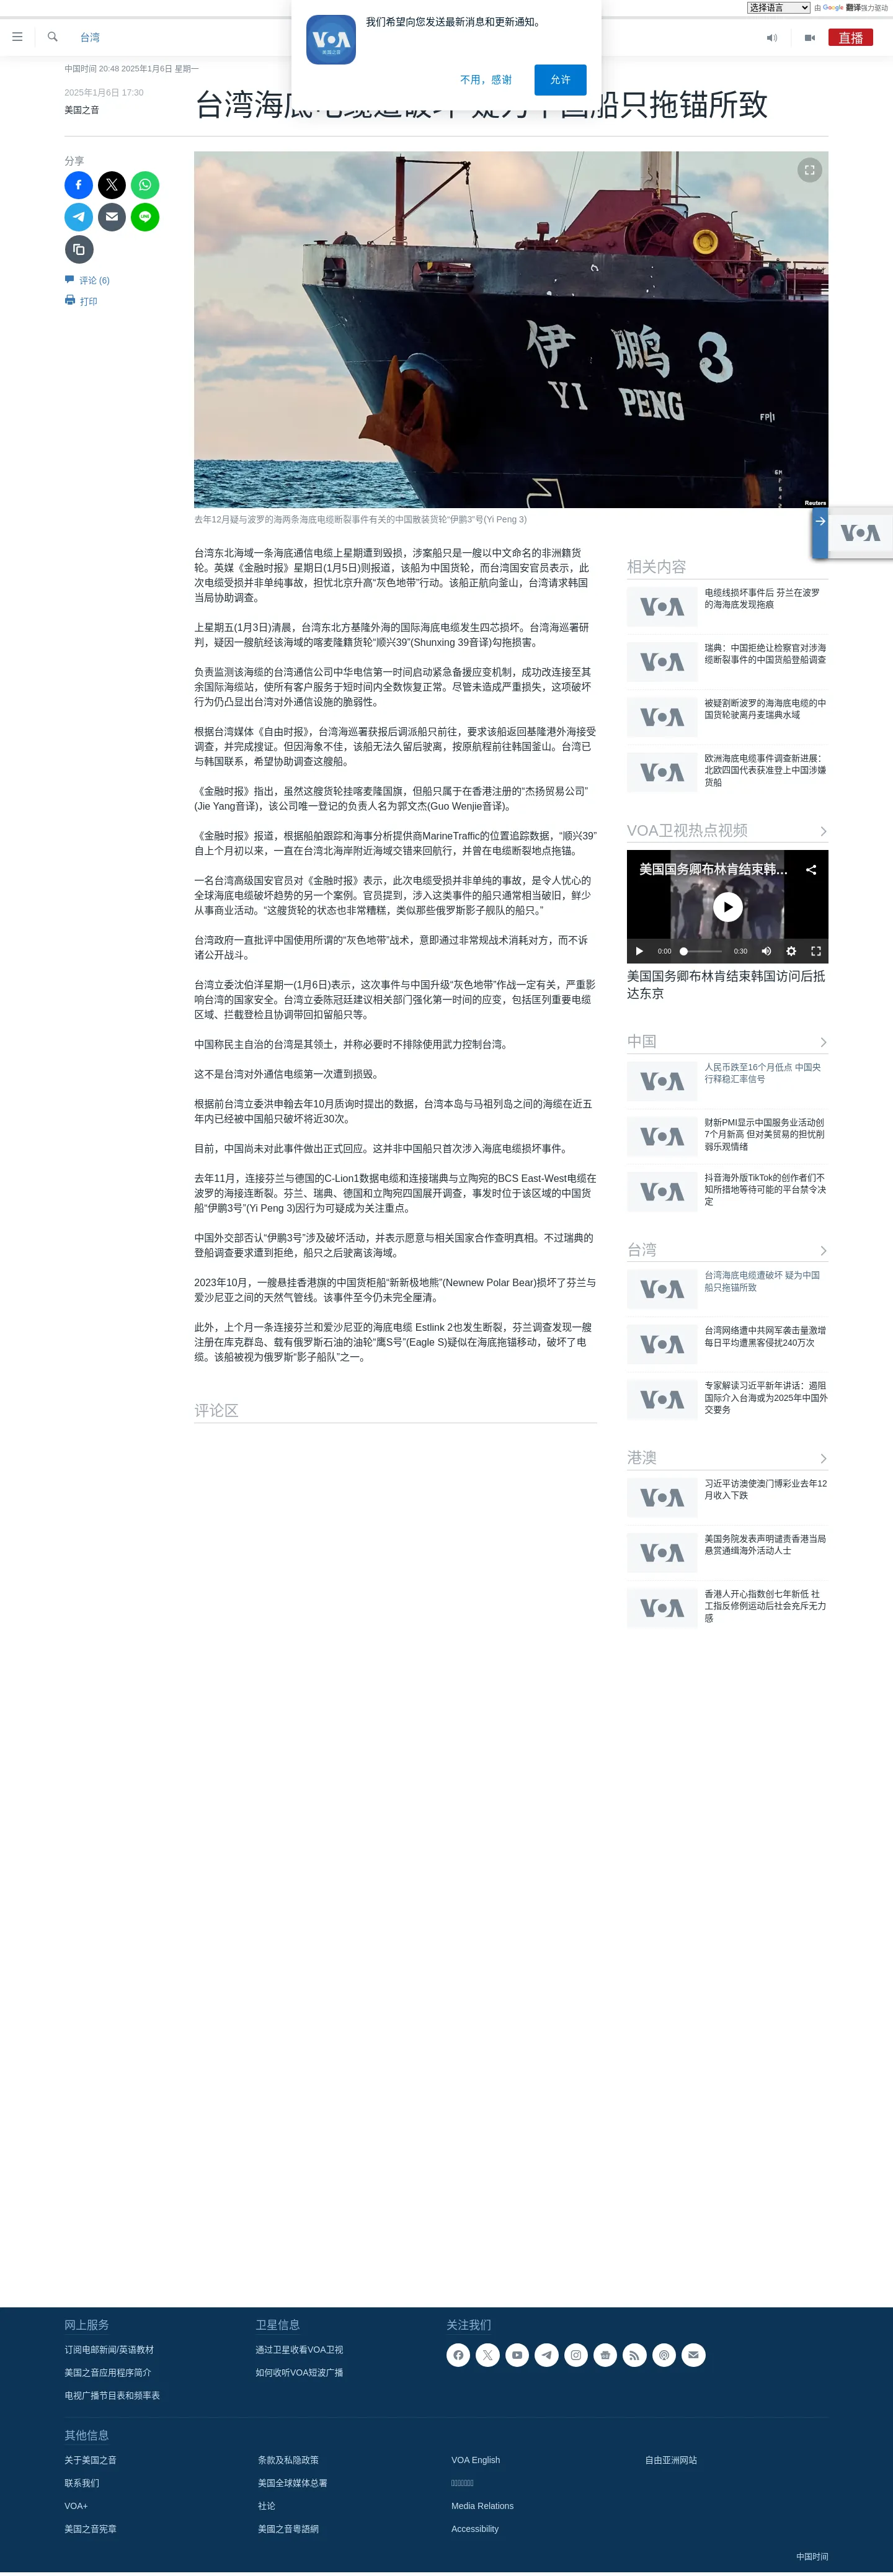 选择语言 由 Google 翻译强力驱动
我们希望向您发送最新消息和更新通知。
VOA
美国之音
不用，感谢 允许
台湾
直播
中国时间 20:48 2025年1月6日 星期一
2025年1月6日 17:30
美国之音
台湾海底电缆遭破坏 疑为中国船只拖锚所致
分享
评论 (6)
打印
伊鹏3
YI PENG
FP|1
Reuters
去年12月疑与波罗的海两条海底电缆断裂事件有关的中国散装货轮“伊鹏3”号(Yi Peng 3)
VOA
台湾东北海域一条海底通信电缆上星期遭到毁损，涉案船只是一艘以中文命名的非洲籍货
轮。英媒《金融时报》星期日(1月5日)则报道，该船为中国货轮，而台湾国安官员表示，此
次电缆受损并非单纯事故，担忧北京升高“灰色地带”行动。该船正航向釜山，台湾请求韩国
当局协助调查。
上星期五(1月3日)清晨，台湾东北方基隆外海的国际海底电缆发生四芯损坏。台湾海巡署研
判，疑因一艘航经该海域的喀麦隆籍货轮“顺兴39”(Shunxing 39音译)勾拖损害。
负责监测该海缆的台湾通信公司中华电信第一时间启动紧急备援应变机制，成功改连接至其
余国际海缆站，使所有客户服务于短时间内全数恢复正常。尽管未造成严重损失，这项破坏
行为仍凸显出台湾对外通信设施的脆弱性。
根据台湾媒体《自由时报》，台湾海巡署获报后调派船只前往，要求该船返回基隆港外海接受
调查，并完成搜证。但因海象不佳，该船无法久留后驶离，按原航程前往韩国釜山。台湾已
与韩国联系，希望协助调查这艘船。
《金融时报》指出，虽然这艘货轮挂喀麦隆国旗，但船只属于在香港注册的“杰扬贸易公司”
(Jie Yang音译)，该公司唯一登记的负责人名为郭文杰(Guo Wenjie音译)。
《金融时报》报道，根据船舶跟踪和海事分析提供商MarineTraffic的位置追踪数据，“顺兴39”
自上个月初以来，一直在台湾北海岸附近海域交错来回航行，并曾在电缆断裂地点拖锚。
一名台湾高级国安官员对《金融时报》表示，此次电缆受损并非单纯的事故，是令人忧心的
全球海底电缆破坏趋势的另一个案例。官员提到，涉入这类事件的船只通常相当破旧，鲜少
从事商业活动。“这艘货轮的状态也非常糟糕，类似那些俄罗斯影子舰队的船只。”
台湾政府一直批评中国使用所谓的“灰色地带”战术，意即通过非常规战术消耗对方，而不诉
诸公开战斗。
台湾立委沈伯洋星期一(1月6日)表示，这次事件与中国升级“灰色地带”作战一定有关，严重影
响台湾的国家安全。台湾立委陈冠廷建议相关部门强化第一时间的应变，包括匡列重要电缆
区域、拦截登检且协调带回扣留船只等。
中国称民主自治的台湾是其领土，并称必要时不排除使用武力控制台湾。
这不是台湾对外通信电缆第一次遭到损毁。
根据前台湾立委洪申翰去年10月质询时提出的数据，台湾本岛与马祖列岛之间的海缆在近五
年内已经被中国船只破坏将近30次。
目前，中国尚未对此事件做出正式回应。这并非中国船只首次涉入海底电缆损坏事件。
去年11月，连接芬兰与德国的C-Lion1数据电缆和连接瑞典与立陶宛的BCS East-West电缆在
波罗的海接连断裂。芬兰、瑞典、德国和立陶宛四国展开调查，事发时位于该区域的中国货
船“伊鹏3号”(Yi Peng 3)因行为可疑成为关注重点。
中国外交部否认“伊鹏3号”涉及破坏活动，并表示愿意与相关国家合作查明真相。不过瑞典的
登船调查要求遭到拒绝，船只之后驶离该海域。
2023年10月，一艘悬挂香港旗的中国货柜船“新新极地熊”(Newnew Polar Bear)损坏了芬兰与
爱沙尼亚之间的天然气管线。该事件至今仍未完全厘清。
此外，上个月一条连接芬兰和爱沙尼亚的海底电缆 Estlink 2也发生断裂，芬兰调查发现一艘
注册在库克群岛、载有俄罗斯石油的油轮“鹰S号”(Eagle S)疑似在海底拖锚移动，破坏了电
缆。该船被视为俄罗斯“影子船队”之一。
评论区
相关内容
VOA
电缆线损坏事件后 芬兰在波罗
的海海底发现拖痕
VOA
瑞典：中国拒绝让检察官对涉海
缆断裂事件的中国货船登船调查
VOA
被疑割断波罗的海海底电缆的中
国货轮驶离丹麦瑞典水域
VOA
欧洲海底电缆事件调查新进展：
北欧四国代表获准登上中国涉嫌
货船
VOA卫视热点视频
美国国务卿布林肯结束韩...
0:00 0:30
美国国务卿布林肯结束韩国访问后抵
达东京
中国
VOA
人民币跌至16个月低点 中国央
行释稳汇率信号
VOA
财新PMI显示中国服务业活动创
7个月新高 但对美贸易的担忧削
弱乐观情绪
VOA
抖音海外版TikTok的创作者们不
知所措地等待可能的平台禁令决
定
台湾
VOA
台湾海底电缆遭破坏 疑为中国
船只拖锚所致
VOA
台湾网络遭中共网军袭击量激增
每日平均遭黑客侵扰240万次
VOA
专家解读习近平新年讲话：遏阻
国际介入台海或为2025年中国外
交要务
港澳
VOA
习近平访澳使澳门博彩业去年12
月收入下跌
VOA
美国务院发表声明谴责香港当局
悬赏通缉海外活动人士
VOA
香港人开心指数创七年新低 社
工指反修例运动后社会充斥无力
感
网上服务
订阅电邮新闻/英语教材
美国之音应用程序简介
电视广播节目表和频率表
卫星信息
通过卫星收看VOA卫视
如何收听VOA短波广播
关注我们
其他信息
关于美国之音 条款及私隐政策 VOA English 自由亚洲网站
联系我们 美国全球媒体总署
VOA+ 社论 Media Relations
美国之音宪章 美國之音粵語網 Accessibility
中国时间